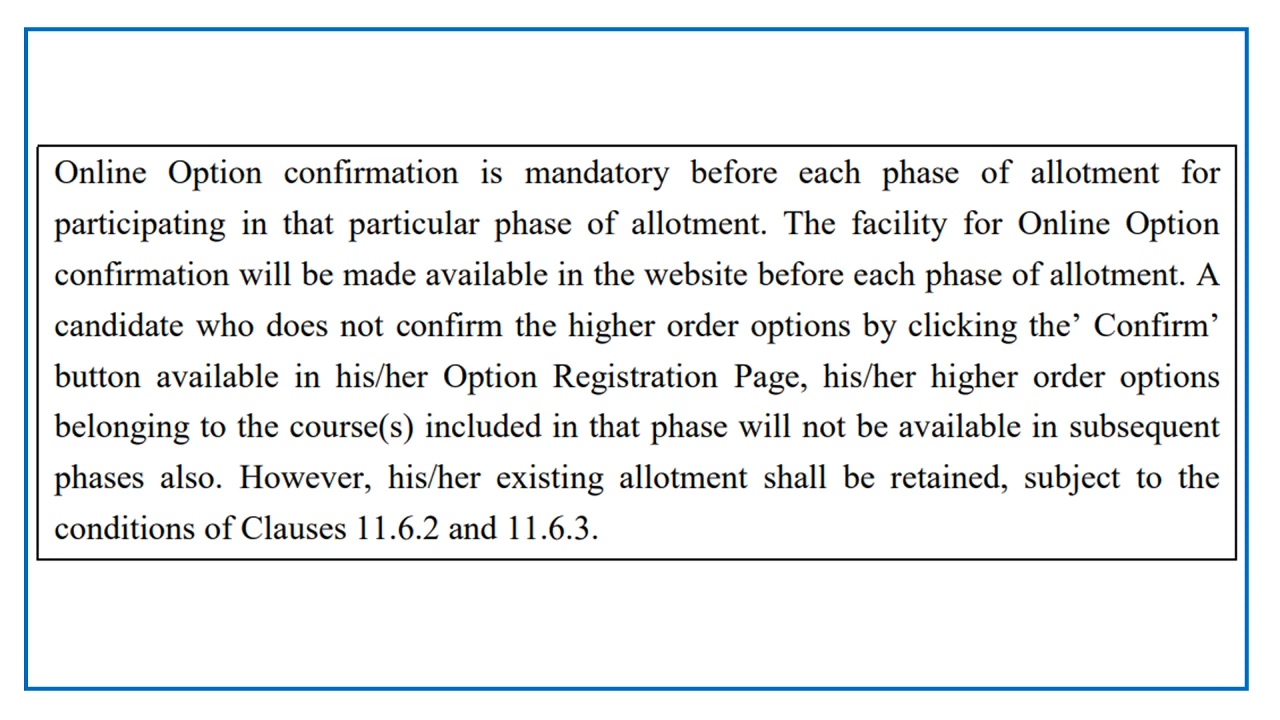 Online Option confirmation is mandatory before each phase of allotment for
participating in that particular phase of allotment. The facility for Online Option
confirmation will be made available in the website before each phase of allotment. A
candidate who does not confirm the higher order options by clicking the’ Confirm’
button available in his/her Option Registration Page, his/her higher order options
belonging to the course(s) included in that phase will not be available in subsequent
phases also. However, his/her existing allotment shall be retained, subject to the
conditions of Clauses 11.6.2 and 11.6.3.